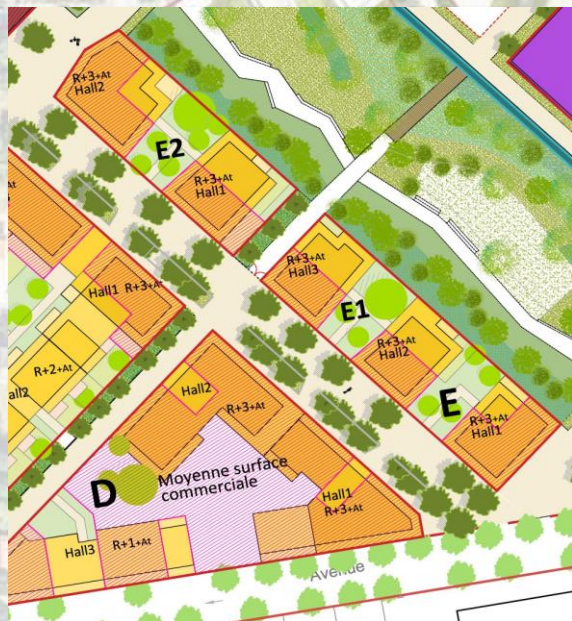 R+3+At
Hall2
E2
R+3+At
Hall1
R+3+At
Hall3
E1
Hall1
R+3+At
R+3+At
Hall2
R+2+At
E
R+3+At
Hall1
Hall2
R+3+At
D
Moyenne surface
commerciale
Hall1
R+3+At
Hall3
R+1+At
Avenue